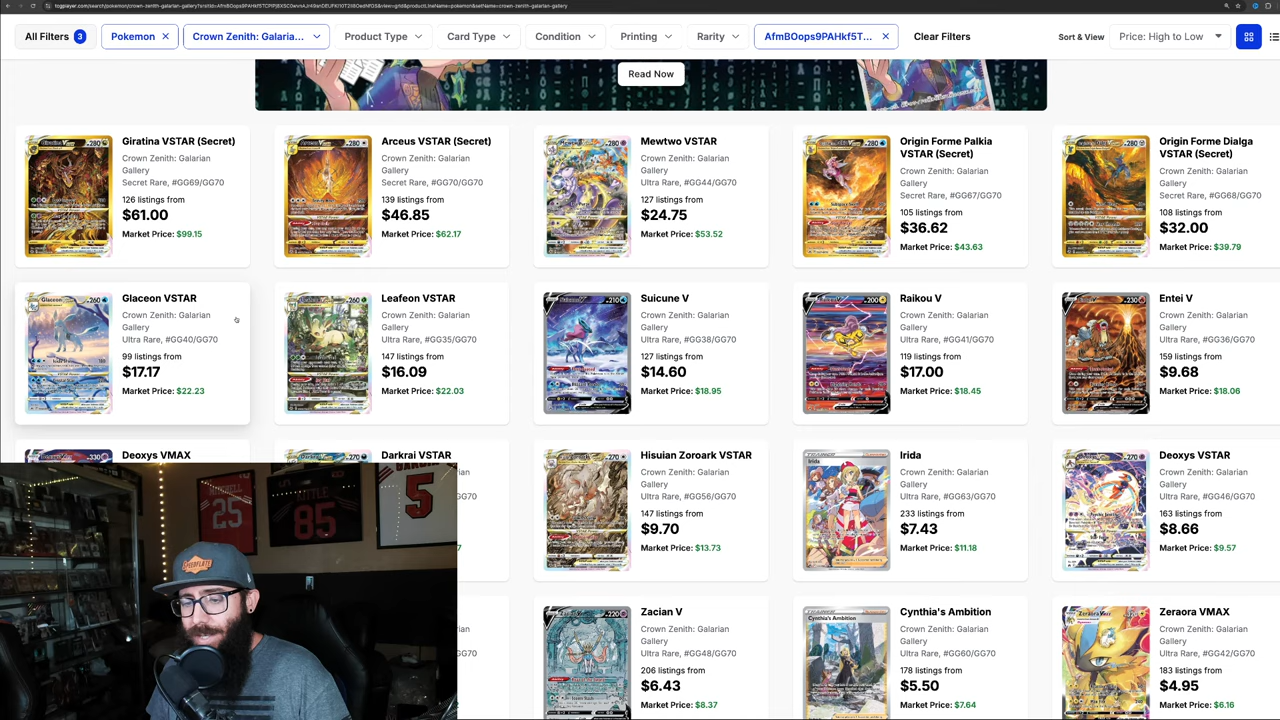 All Filters 3
Pokemon
Crown Zenith: Galaria...
Product Type
Card Type
Condition
Printing
Rarity
AfmBOops9PAHkf5T...
Clear Filters
Sort & View
Price: High to Low
Read Now
Giratina VSTAR (Secret)
Crown Zenith: Galarian
Gallery
Secret Rare, #GG69/GG70
126 listings from
$61.00
Market Price: $99.15
Arceus VSTAR (Secret)
Crown Zenith: Galarian
Gallery
Secret Rare, #GG70/GG70
139 listings from
$46.85
Market Price: $62.17
Mewtwo VSTAR
Crown Zenith: Galarian
Gallery
Ultra Rare, #GG44/GG70
127 listings from
$24.75
Market Price: $53.52
Origin Forme Palkia
VSTAR (Secret)
Crown Zenith: Galarian
Gallery
Secret Rare, #GG67/GG70
105 listings from
$36.62
Market Price: $43.63
Origin Forme Dialga
VSTAR (Secret)
Crown Zenith: Galarian
Gallery
Secret Rare, #GG68/GG70
108 listings from
$32.00
Market Price: $39.79
Glaceon VSTAR
Crown Zenith: Galarian
Gallery
Ultra Rare, #GG40/GG70
99 listings from
$17.17
Market Price: $22.23
Leafeon VSTAR
Crown Zenith: Galarian
Gallery
Ultra Rare, #GG35/GG70
147 listings from
$16.09
Market Price: $22.03
Suicune V
Crown Zenith: Galarian
Gallery
Ultra Rare, #GG38/GG70
127 listings from
$14.60
Market Price: $18.95
Raikou V
Crown Zenith: Galarian
Gallery
Ultra Rare, #GG41/GG70
119 listings from
$17.00
Market Price: $18.45
Entei V
Crown Zenith: Galarian
Gallery
Ultra Rare, #GG36/GG70
159 listings from
$9.68
Market Price: $18.06
Deoxys VMAX
Darkrai VSTAR
Hisuian Zoroark VSTAR
Crown Zenith: Galarian
Gallery
Ultra Rare, #GG56/GG70
147 listings from
$9.70
Market Price: $13.73
Irida
Crown Zenith: Galarian
Gallery
Ultra Rare, #GG63/GG70
233 listings from
$7.43
Market Price: $11.18
Deoxys VSTAR
Crown Zenith: Galarian
Gallery
Ultra Rare, #GG46/GG70
163 listings from
$8.66
Market Price: $9.57
Zacian V
Crown Zenith: Galarian
Gallery
Ultra Rare, #GG48/GG70
206 listings from
$6.43
Market Price: $8.37
Cynthia's Ambition
Crown Zenith: Galarian
Gallery
Ultra Rare, #GG60/GG70
178 listings from
$5.50
Market Price: $7.64
Zeraora VMAX
Crown Zenith: Galarian
Gallery
Ultra Rare, #GG42/GG70
183 listings from
$4.95
Market Price: $6.16
25
85
5